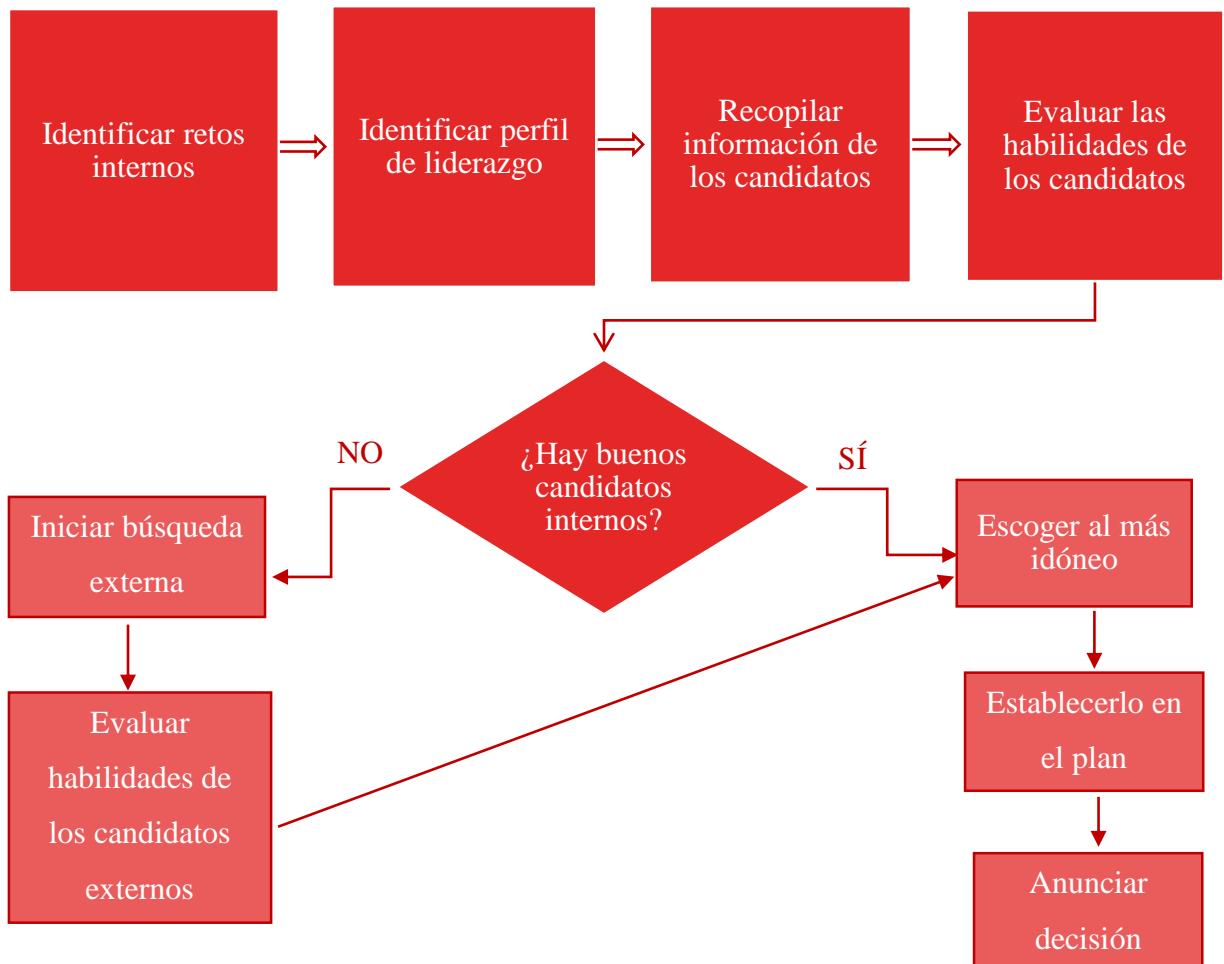 Identificar retos
internos
Identificar perfil
de liderazgo
Recopilar
información de
los candidatos
Evaluar las
habilidades de
los candidatos
¿Hay buenos
candidatos
internos?
NO
SÍ
Iniciar búsqueda
externa
Evaluar
habilidades de
los candidatos
externos
Escoger al más
idóneo
Establecerlo en
el plan
Anunciar
decisión